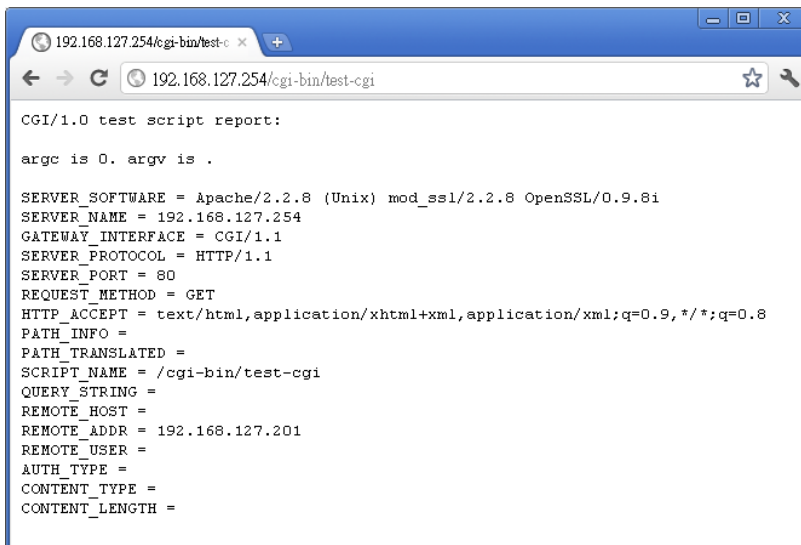 192.168.127.254/cgi-bin/test-c
192.168.127.254/cgi-bin/test-cgi
CGI/1.0 test script report:
argc is 0. argv is .
SERVER_SOFTWARE = Apache/2.2.8 (Unix) mod_ssl/2.2.8 OpenSSL/0.9.8i
SERVER_NAME = 192.168.127.254
GATEWAY_INTERFACE = CGI/1.1
SERVER_PROTOCOL = HTTP/1.1
SERVER_PORT = 80
REQUEST_METHOD = GET
HTTP_ACCEPT = text/html,application/xhtml+xml,application/xml;q=0.9,*/*;q=0.8
PATH_INFO =
PATH_TRANSLATED =
SCRIPT_NAME = /cgi-bin/test-cgi
QUERY_STRING =
REMOTE_HOST =
REMOTE_ADDR = 192.168.127.201
REMOTE_USER =
AUTH_TYPE =
CONTENT_TYPE =
CONTENT_LENGTH =